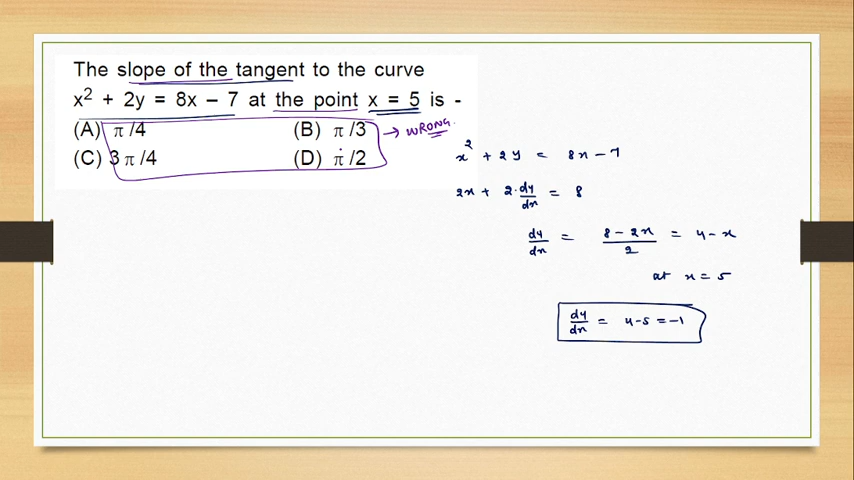 The slope of the tangent to the curve
x² + 2y = 8x – 7 at the point x = 5 is -
(A) π /4 (B) π /3 → WRONG.
(C) 3 π /4 (D) π /2
x² + 2y = 8x – 7
2x + 2· dy/dx = 8
dy/dx = (8 – 2x)/2 = 4 – x
at x = 5
dy/dx = 4 – 5 = –1